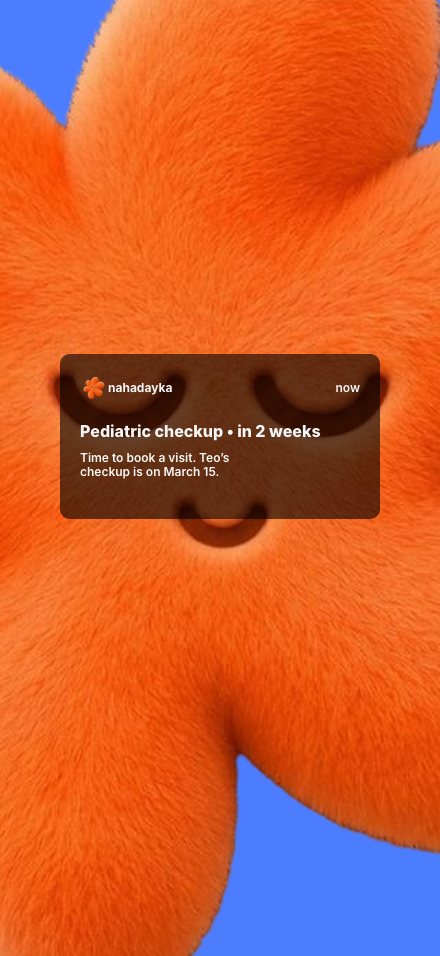 nahadayka
now
Pediatric checkup • in 2 weeks
Time to book a visit. Teo’s
checkup is on March 15.